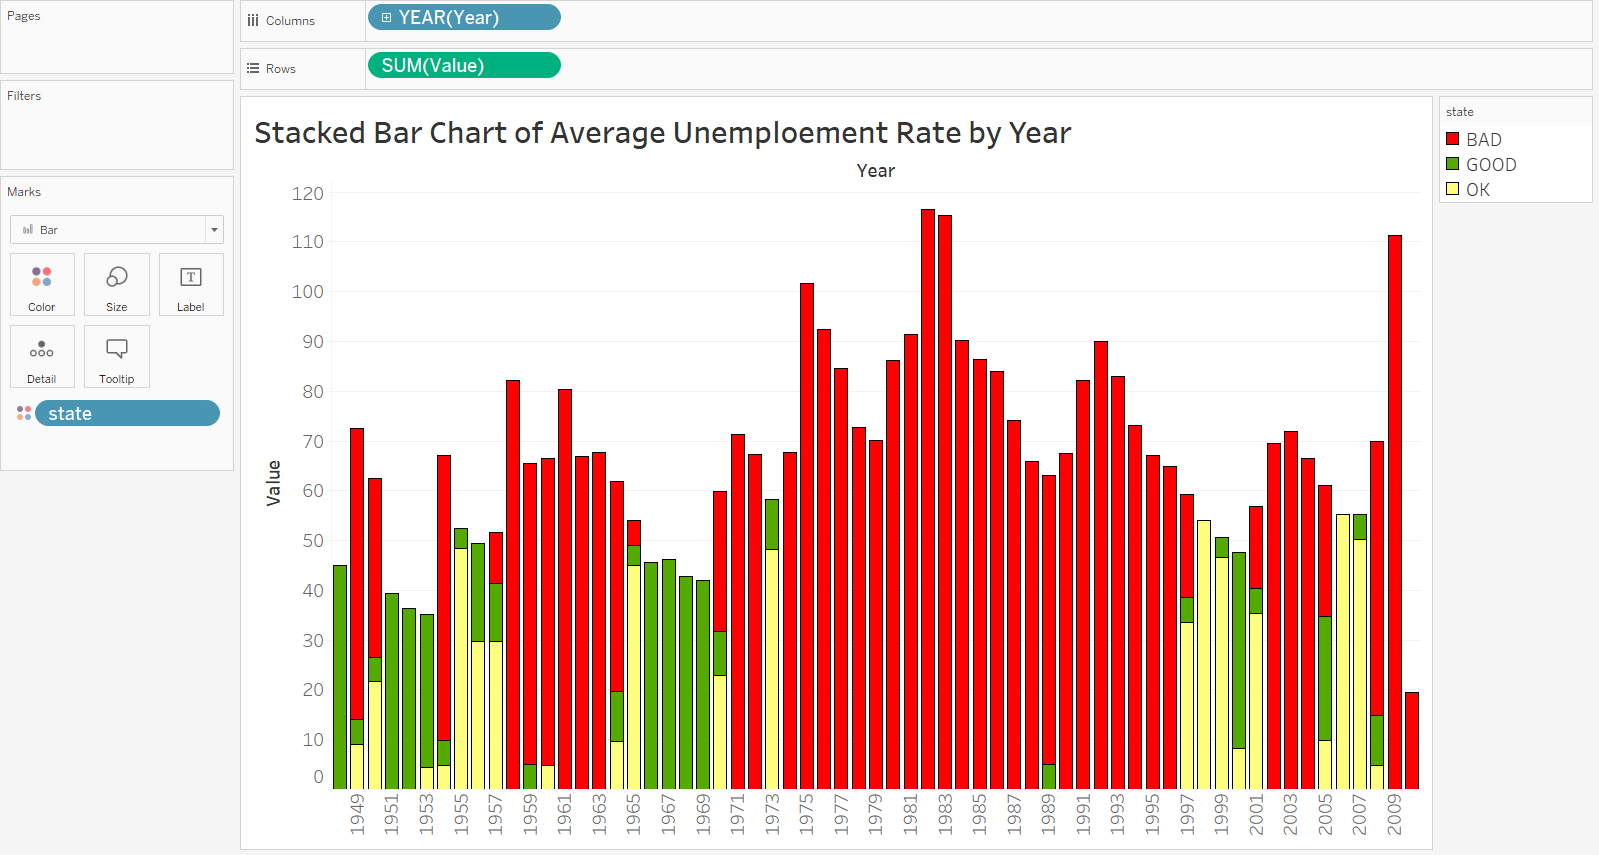 Pages
Columns
YEAR(Year)
Rows
SUM(Value)
Filters
Marks
Bar
Color
Size
Label
Detail
Tooltip
state
Stacked Bar Chart of Average Unemploement Rate by Year
Year
Value
120
110
100
90
80
70
60
50
40
30
20
10
0
1949
1951
1953
1955
1957
1959
1961
1963
1965
1967
1969
1971
1973
1975
1977
1979
1981
1983
1985
1987
1989
1991
1993
1995
1997
1999
2001
2003
2005
2007
2009
state
BAD
GOOD
OK